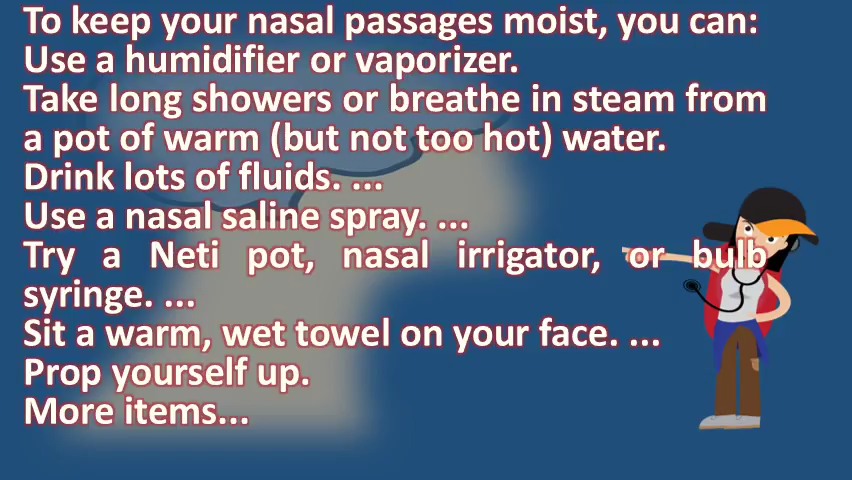 To keep your nasal passages moist, you can:
Use a humidifier or vaporizer.
Take long showers or breathe in steam from
a pot of warm (but not too hot) water.
Drink lots of fluids. ...
Use a nasal saline spray. ...
Try a Neti pot, nasal irrigator, or bulb
syringe. ...
Sit a warm, wet towel on your face. ...
Prop yourself up.
More items...